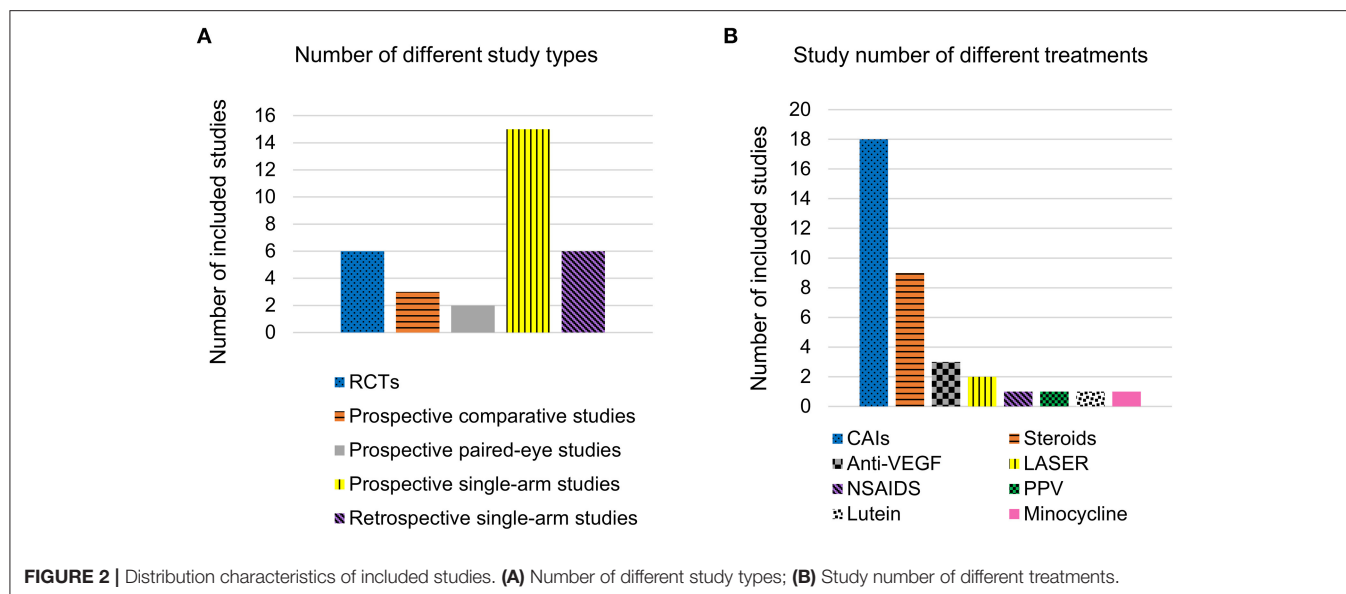 A
Number of different study types
Number of included studies
16
14
12
10
8
6
4
2
0
RCTs
Prospective comparative studies
Prospective paired-eye studies
Prospective single-arm studies
Retrospective single-arm studies
B
Study number of different treatments
Number of included studies
20
18
16
14
12
10
8
6
4
2
0
CAIs Steroids
Anti-VEGF LASER
NSAIDS PPV
Lutein Minocycline
FIGURE 2 | Distribution characteristics of included studies. (A) Number of different study types; (B) Study number of different treatments.